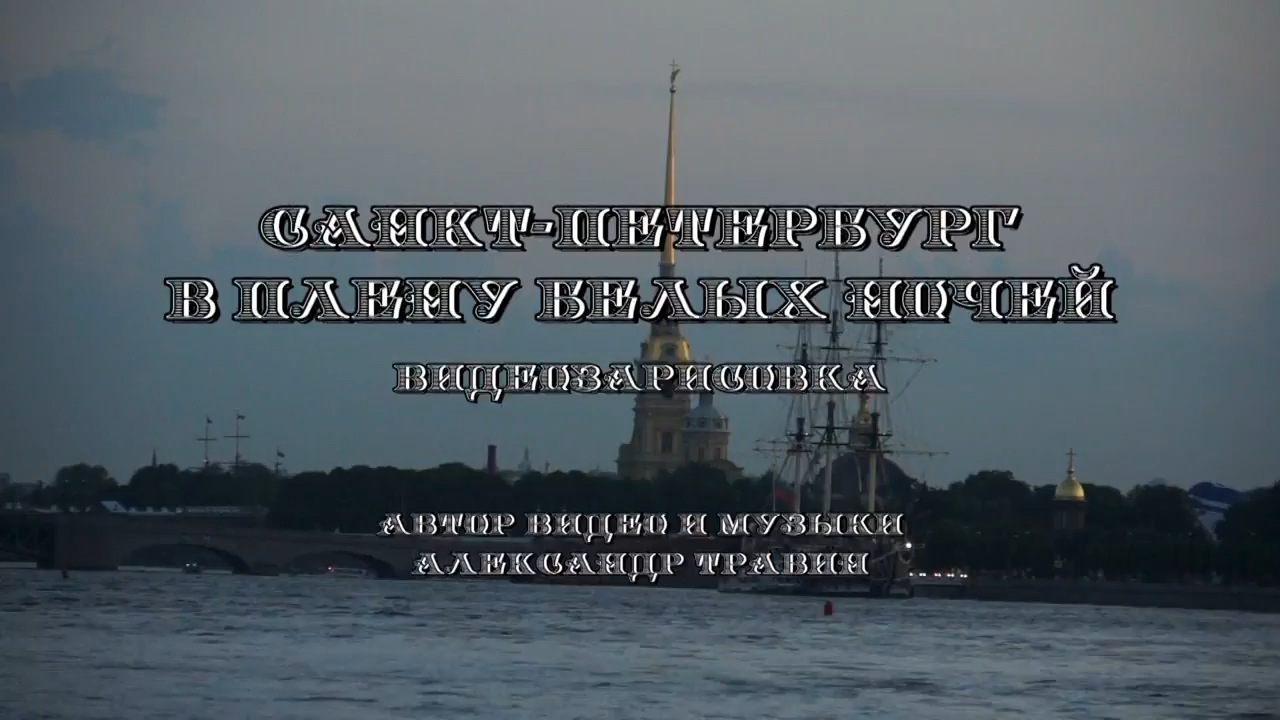 САНКТ-ПЕТЕРБУРГ
В ПЛЕНУ БЕЛЫХ НОЧЕЙ
ВИДЕОЗАРИСОВКА
АВТОР ВИДЕО И МУЗЫКИ
АЛЕКСАНДР ТРАВИН